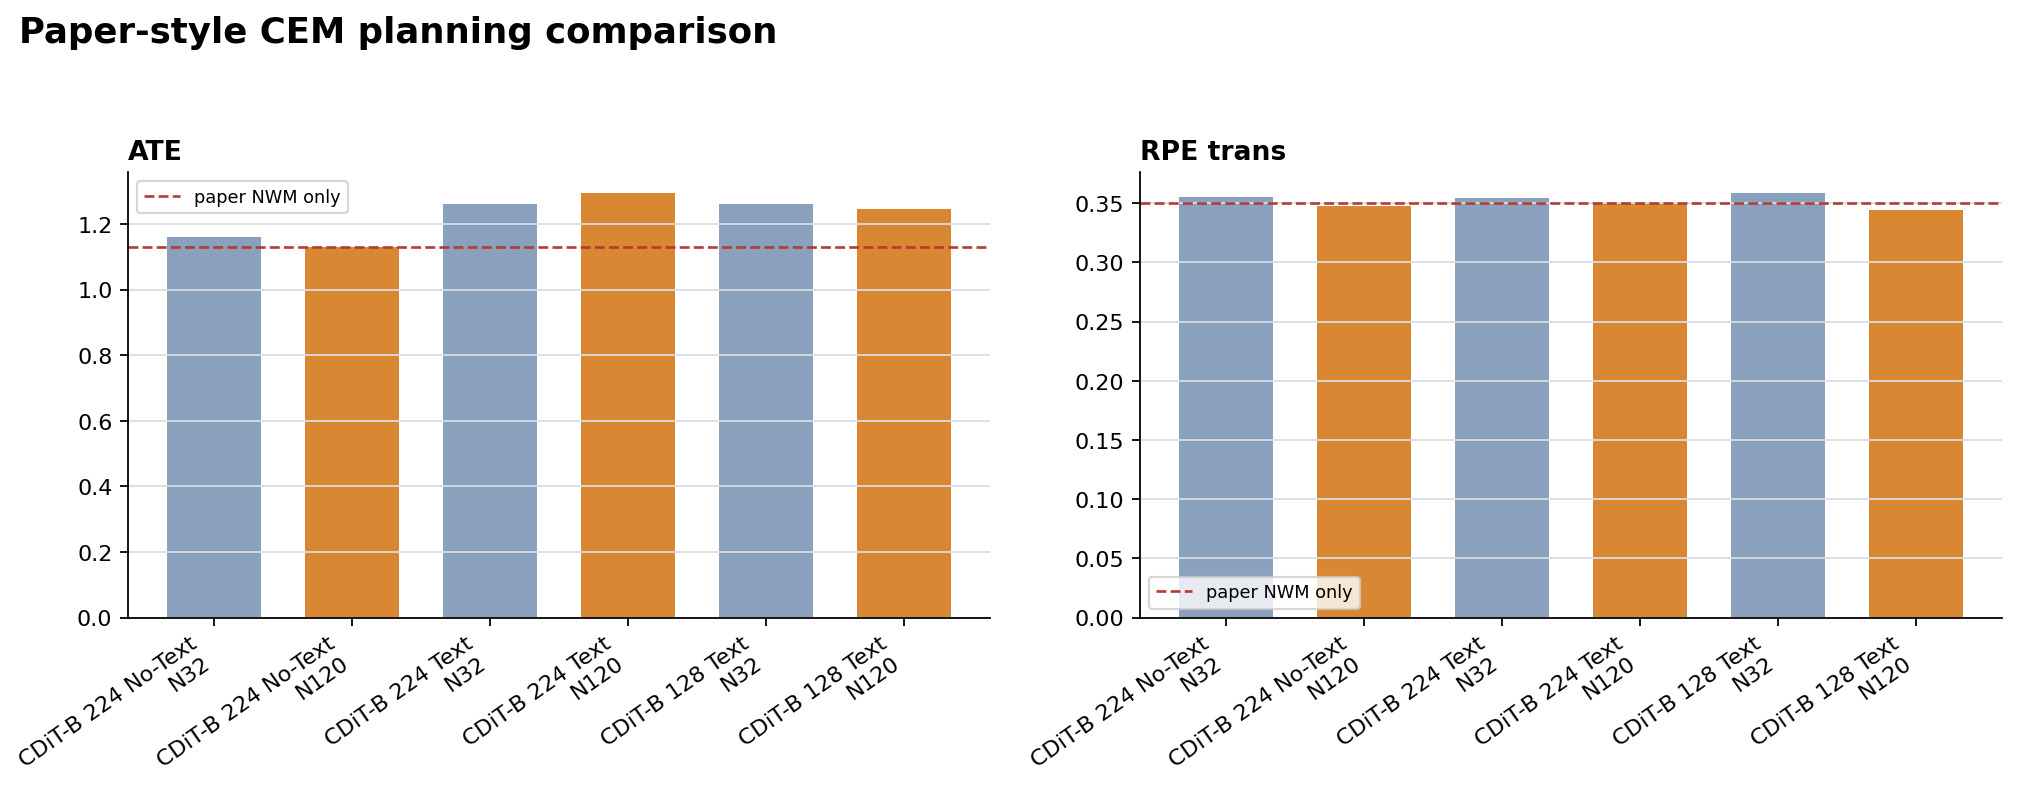 Paper-style CEM planning comparison
ATE
paper NWM only
1.2
1.0
0.8
0.6
0.4
0.2
0.0
CDiT-B 224 No-Text
N32
CDiT-B 224 No-Text
N120
CDiT-B 224 Text
N32
CDiT-B 224 Text
N120
CDiT-B 128 Text
N32
CDiT-B 128 Text
N120
RPE trans
0.35
0.30
0.25
0.20
0.15
0.10
0.05
0.00
paper NWM only
CDiT-B 224 No-Text
N32
CDiT-B 224 No-Text
N120
CDiT-B 224 Text
N32
CDiT-B 224 Text
N120
CDiT-B 128 Text
N32
CDiT-B 128 Text
N120